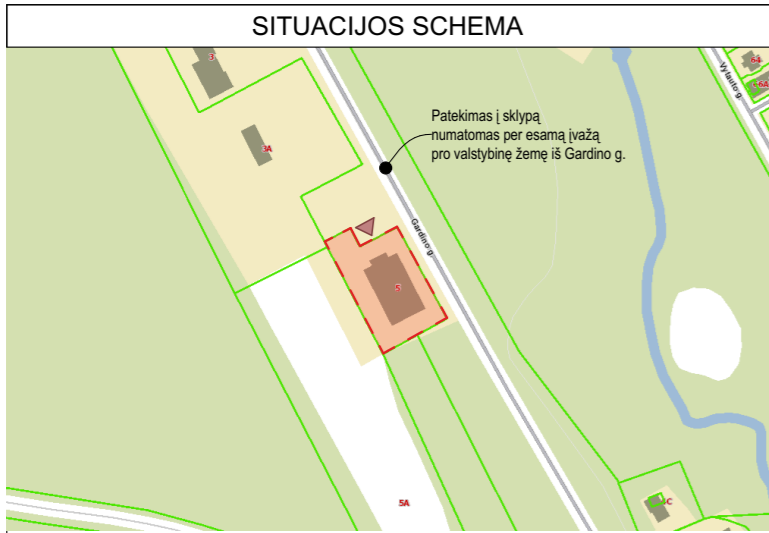 SITUACIJOS SCHEMA
3
64
6A
Vytauto g.
Patekimas į sklypą
numatomas per esamą įvažą
pro valstybinę žemę iš Gardino g.
3A
Gardino g.
5
5A